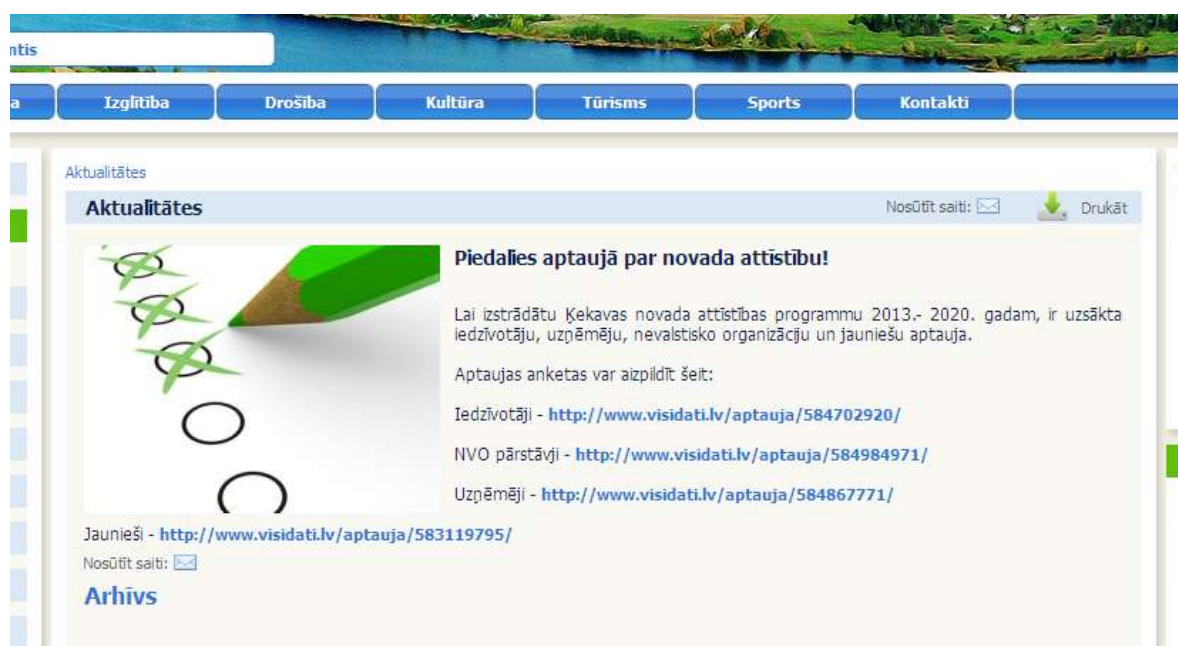 Izglītība Drošība Kultūra Tūrisms Sports Kontakti
Aktualitātes
Aktualitātes Nosūtīt saiti: Drukāt
Piedalies aptaujā par novada attīstību!
Lai izstrādātu Ķekavas novada attīstības programmu 2013.- 2020. gadam, ir uzsākta
iedzīvotāju, uzņēmēju, nevalstisko organizāciju un jauniešu aptauja.
Aptaujas anketas var aizpildīt šeit:
Iedzīvotāji - http://www.visidati.lv/aptauja/584702920/
NVO pārstāvji - http://www.visidati.lv/aptauja/584984971/
Uzņēmēji - http://www.visidati.lv/aptauja/584867771/
Jaunieši - http://www.visidati.lv/aptauja/583119795/
Nosūtīt saiti:
Arhīvs